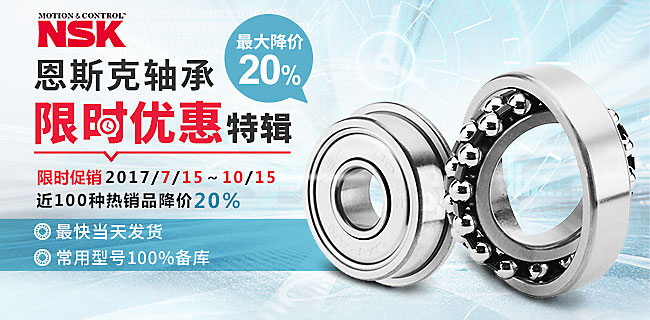 MOTION & CONTROL™
NSK
最大降价
20%
恩斯克轴承
限时优惠特辑
限时促销 2017/7/15~10/15
近100种热销品降价20%
最快当天发货
常用型号100%备库